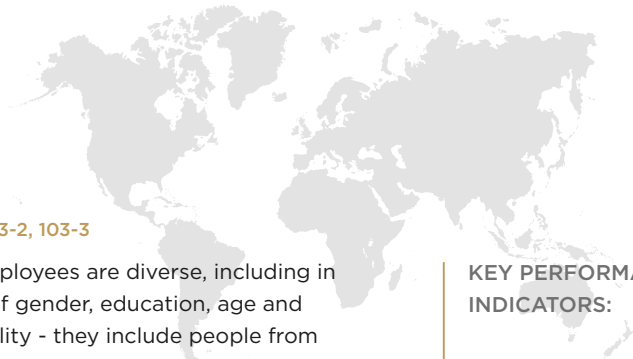 3-2, 103-3
ployees are diverse, including in
f gender, education, age and
lity - they include people from
KEY PERFORMA
INDICATORS: